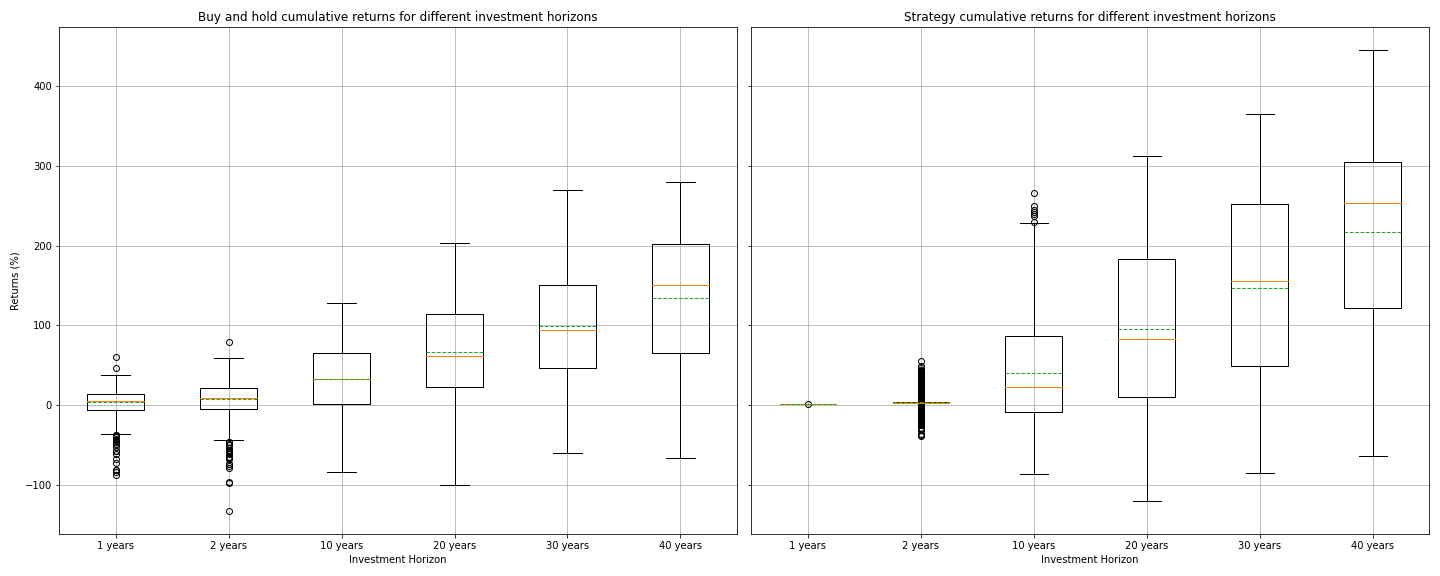 Buy and hold cumulative returns for different investment horizons
Strategy cumulative returns for different investment horizons
Returns (%)
400
300
200
100
0
−100
1 years 2 years 10 years 20 years 30 years 40 years
Investment Horizon
1 years 2 years 10 years 20 years 30 years 40 years
Investment Horizon